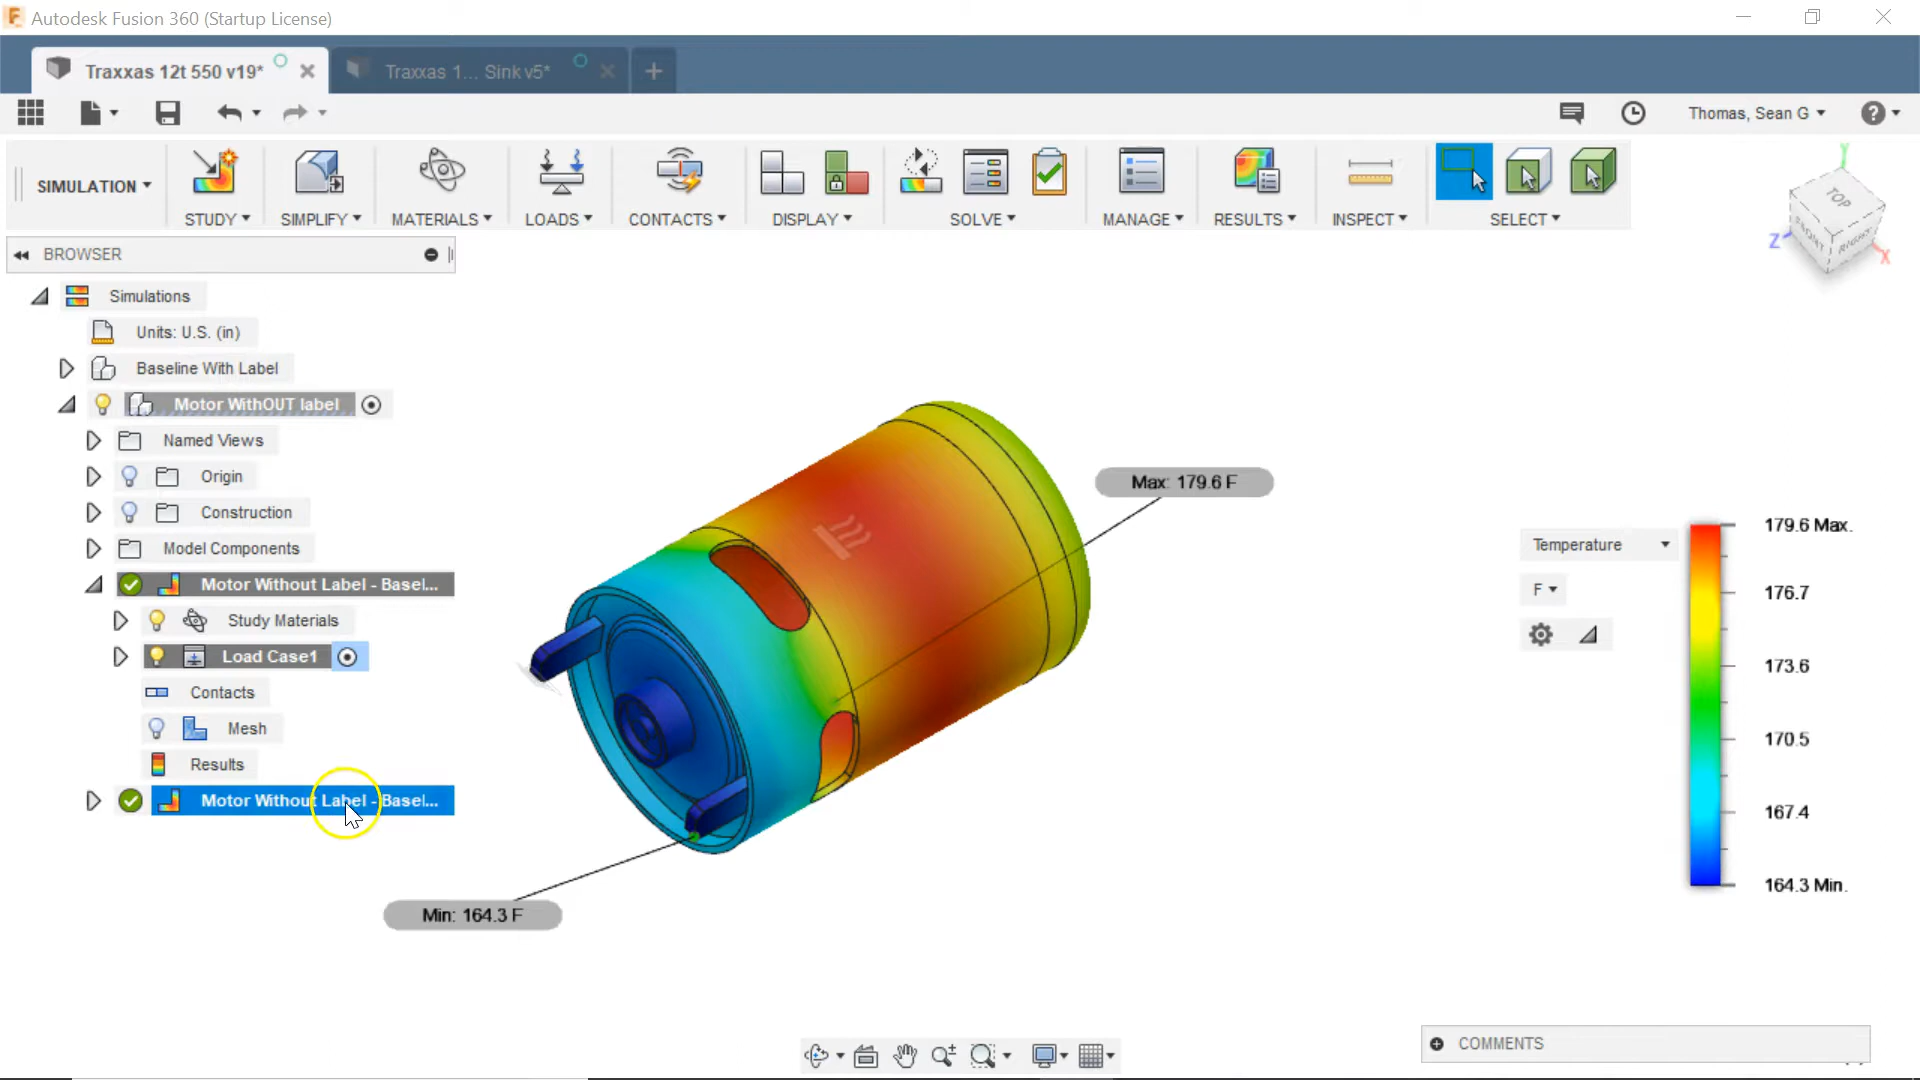 Autodesk Fusion 360 (Startup License)
Traxxas 12t 550 v19*
Traxxas 1... Sink v5*
Thomas, Sean G
SIMULATION
STUDY
SIMPLIFY
MATERIALS
LOADS
CONTACTS
DISPLAY
SOLVE
MANAGE
RESULTS
INSPECT
SELECT
TOP
FRONT
RIGHT
Y
Z
X
BROWSER
Simulations
Units: U.S. (in)
Baseline With Label
Motor WithOUT label
Named Views
Origin
Construction
Model Components
Motor Without Label - Basel...
Study Materials
Load Case1
Contacts
Mesh
Results
Motor Without Label - Basel...
Max: 179.6 F
Min: 164.3 F
Temperature
F
179.6 Max.
176.7
173.6
170.5
167.4
164.3 Min.
COMMENTS